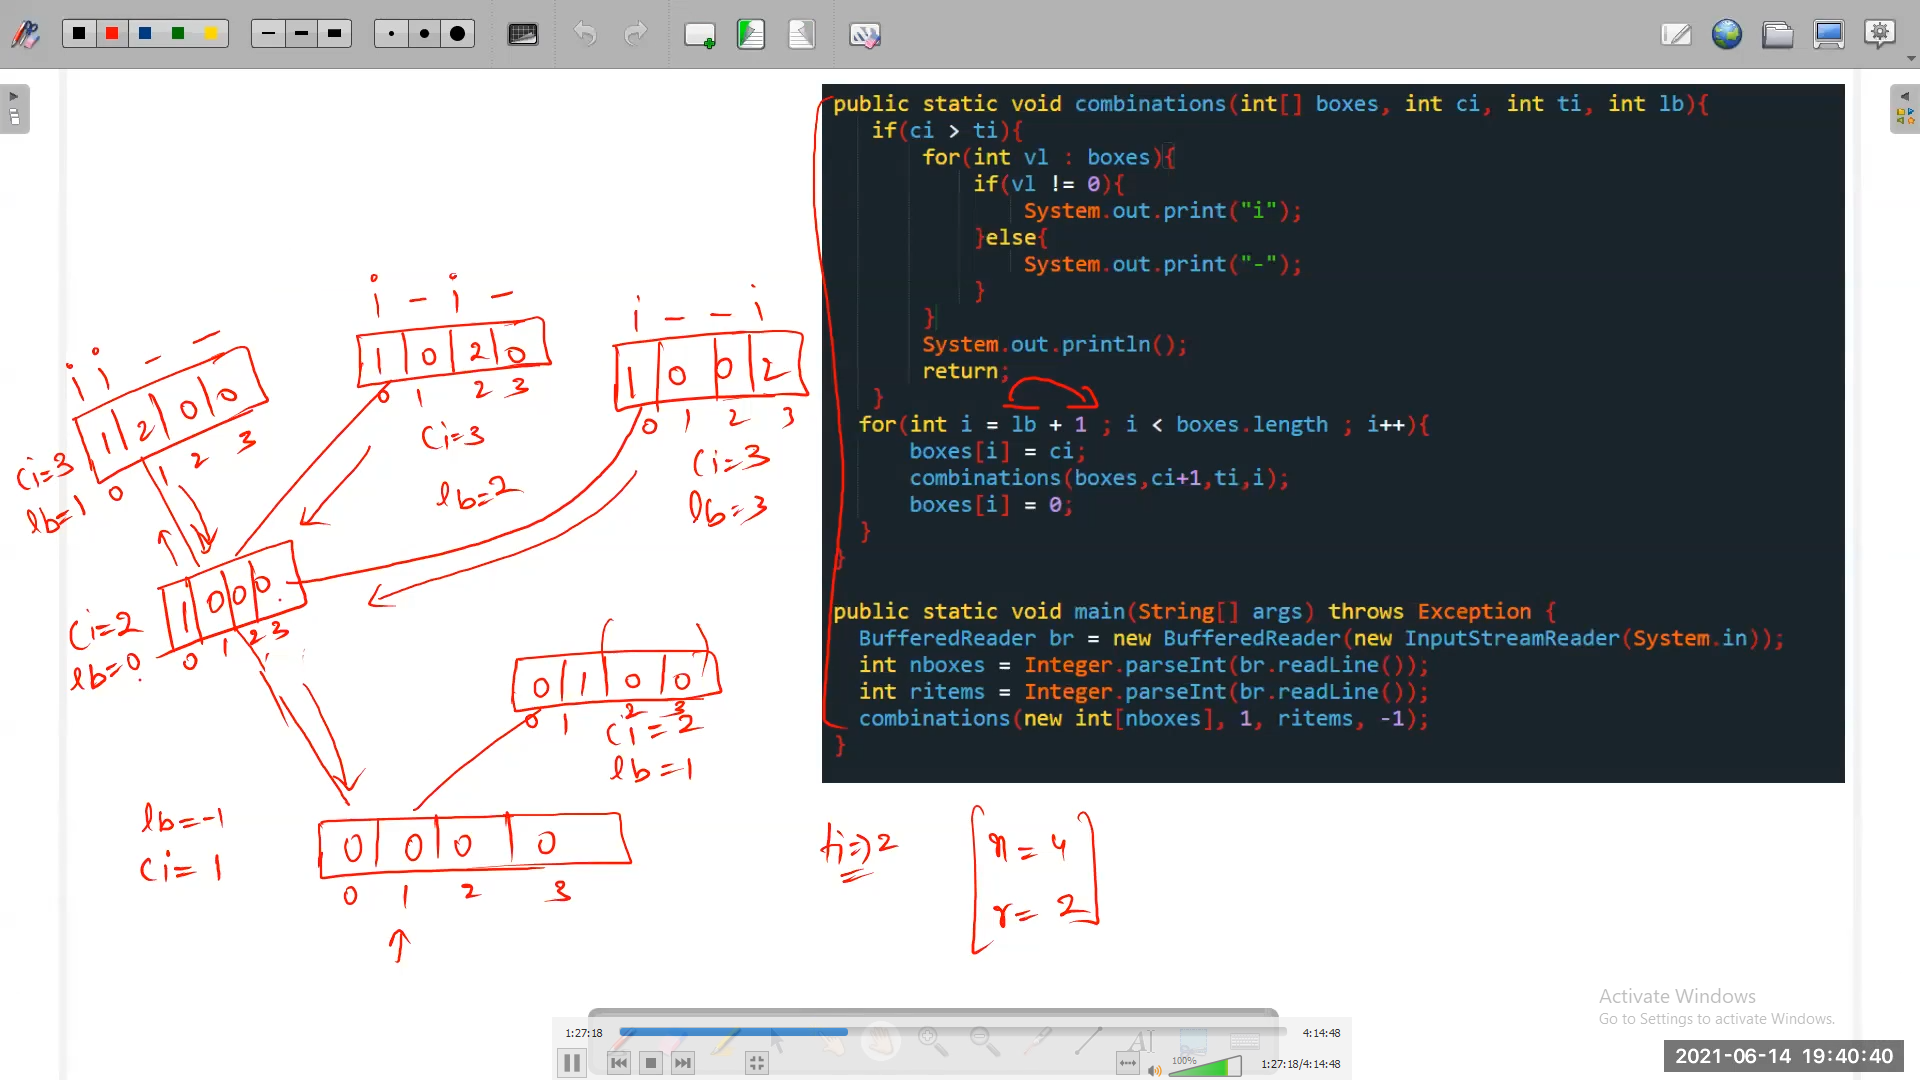 public static void combinations(int[] boxes, int ci, int ti, int lb){
if(ci > ti){
for(int vl : boxes){
if(vl != 0){
System.out.print("i");
}else{
System.out.print("-");
}
}
System.out.println();
return;
}
for(int i = lb + 1 ; i < boxes.length ; i++){
boxes[i] = ci;
combinations(boxes,ci+1,ti,i);
boxes[i] = 0;
}
}
public static void main(String[] args) throws Exception {
BufferedReader br = new BufferedReader(new InputStreamReader(System.in));
int nboxes = Integer.parseInt(br.readLine());
int ritems = Integer.parseInt(br.readLine());
combinations(new int[nboxes], 1, ritems, -1);
}
i i - -
1 2 0 0
0 1 2 3
ci=3
lb=1
i - i -
1 0 2 0
0 1 2 3
ci=3
lb=2
i - - i
1 0 0 2
0 1 2 3
ci=3
lb=3
1 0 0 0
0 1 2 3
ci=2
lb=0
0 1 0 0
0 1 2 3
ci=2
lb=1
lb=-1
ci=1
0 0 0 0
0 1 2 3
ti=>2
n=4
r=2
Activate Windows
Go to Settings to activate Windows.
1:27:18
4:14:48
100%
1:27:18/4:14:48
2021-06-14 19:40:40